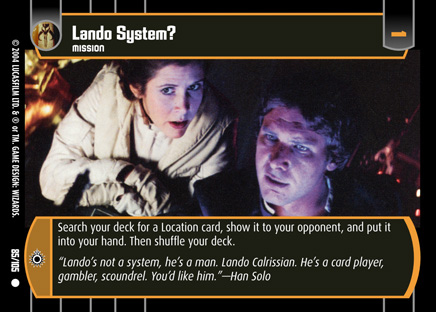 Lando System?
MISSION
1
Search your deck for a Location card, show it to your opponent, and put it
into your hand. Then shuffle your deck.
“Lando's not a system, he's a man. Lando Calrissian. He's a card player,
gambler, scoundrel. You'd like him.”—Han Solo
© 2004 LUCASFILM LTD. & ® or TM. GAME DESIGN: WIZARDS.
85/105